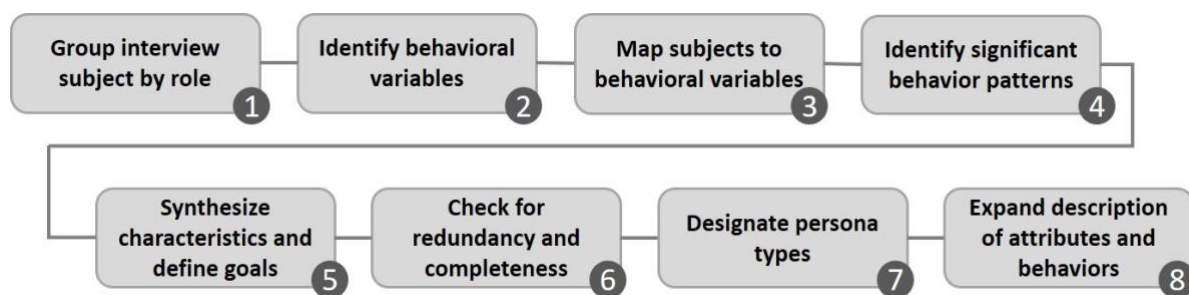 Group interview
subject by role
1
Identify behavioral
variables
2
Map subjects to
behavioral variables
3
Identify significant
behavior patterns
4
Synthesize
characteristics and
define goals
5
Check for
redundancy and
completeness
6
Designate persona
types
7
Expand description
of attributes and
behaviors
8